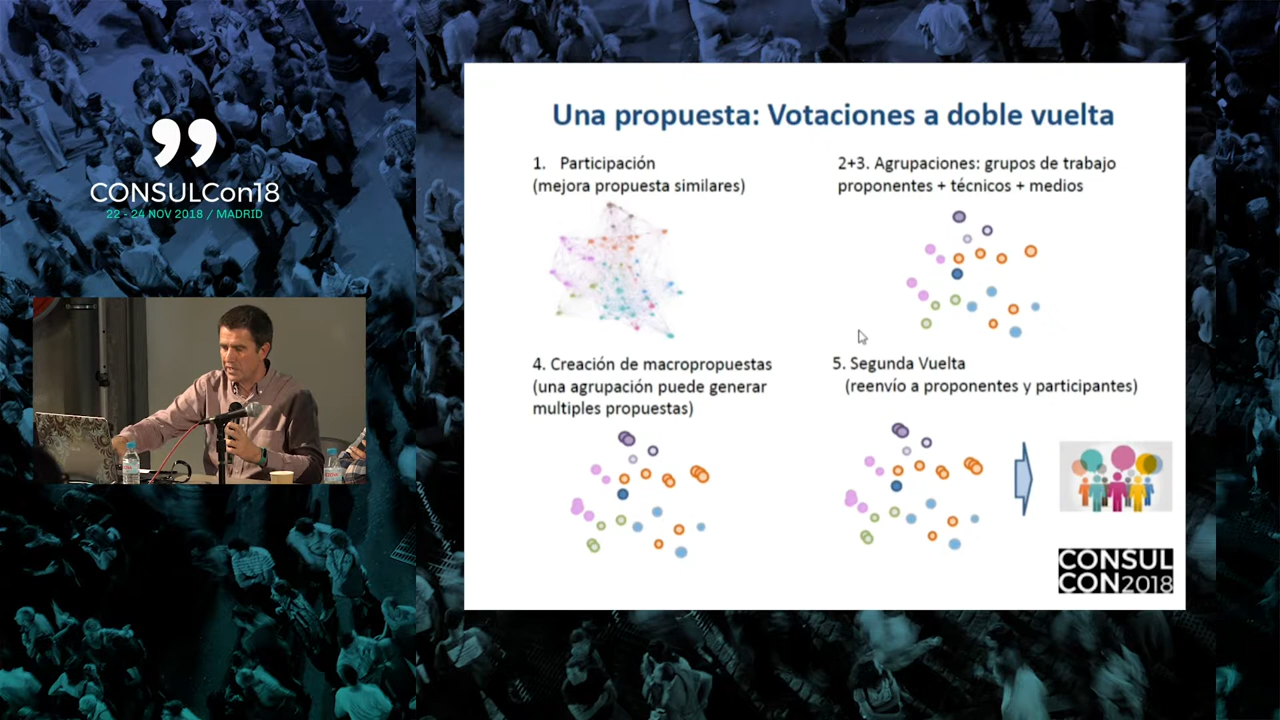 CONSULCon18
22 - 24 NOV 2018 / MADRID
Una propuesta: Votaciones a doble vuelta
1. Participación
(mejora propuesta similares)
2+3. Agrupaciones: grupos de trabajo
proponentes + técnicos + medios
4. Creación de macropropuestas
(una agrupación puede generar
multiples propuestas)
5. Segunda Vuelta
(reenvío a proponentes y participantes)
CONSUL
CON2018